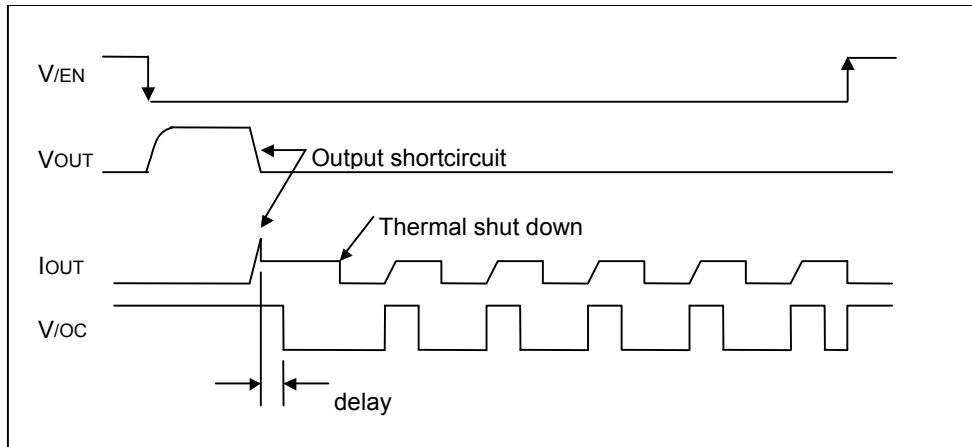 V/EN
VOUT
Output shortcircuit
Thermal shut down
IOUT
V/OC
delay